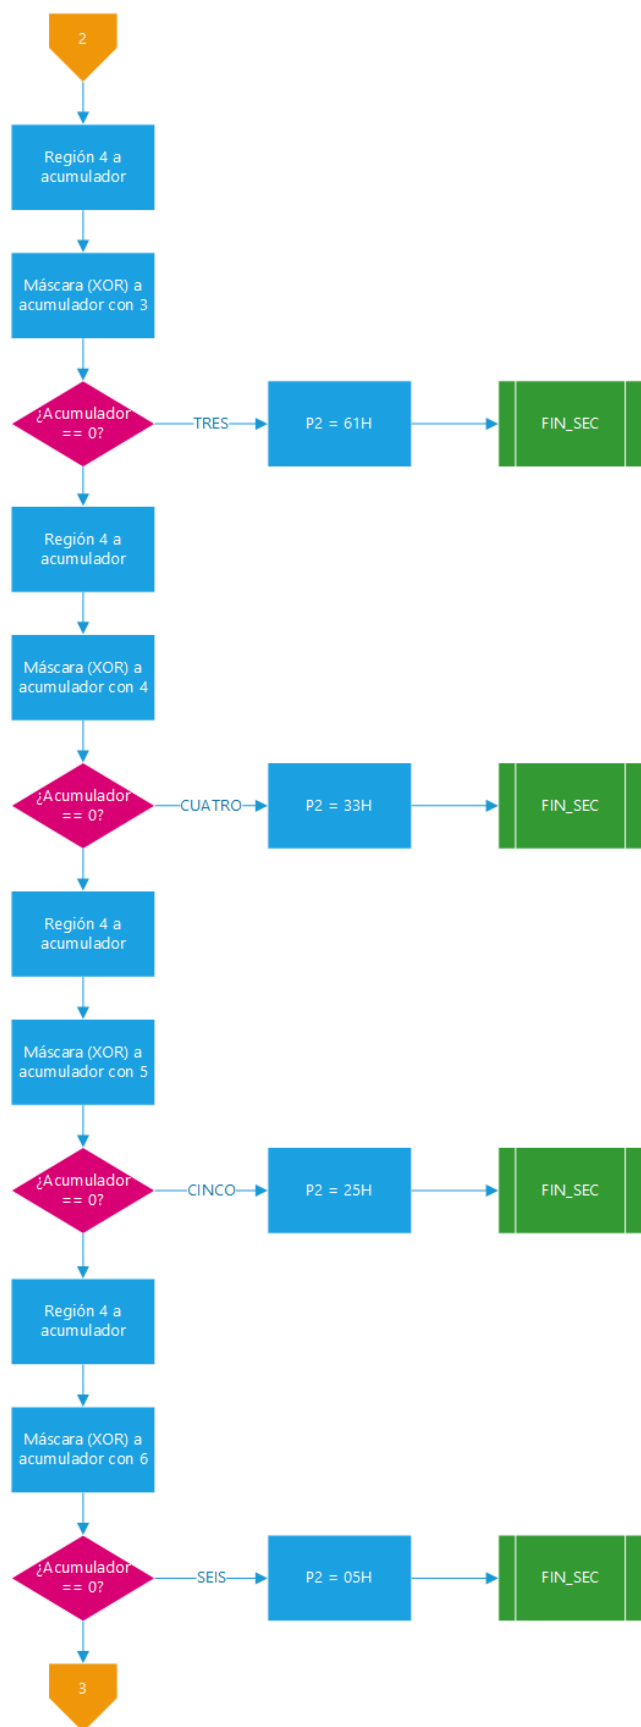 2
Región 4 a
acumulador
Máscara (XOR) a
acumulador con 3
¿Acumulador
== 0?
TRES
P2 = 61H
FIN_SEC
Región 4 a
acumulador
Máscara (XOR) a
acumulador con 4
¿Acumulador
== 0?
CUATRO
P2 = 33H
FIN_SEC
Región 4 a
acumulador
Máscara (XOR) a
acumulador con 5
¿Acumulador
== 0?
CINCO
P2 = 25H
FIN_SEC
Región 4 a
acumulador
Máscara (XOR) a
acumulador con 6
¿Acumulador
== 0?
SEIS
P2 = 05H
FIN_SEC
3